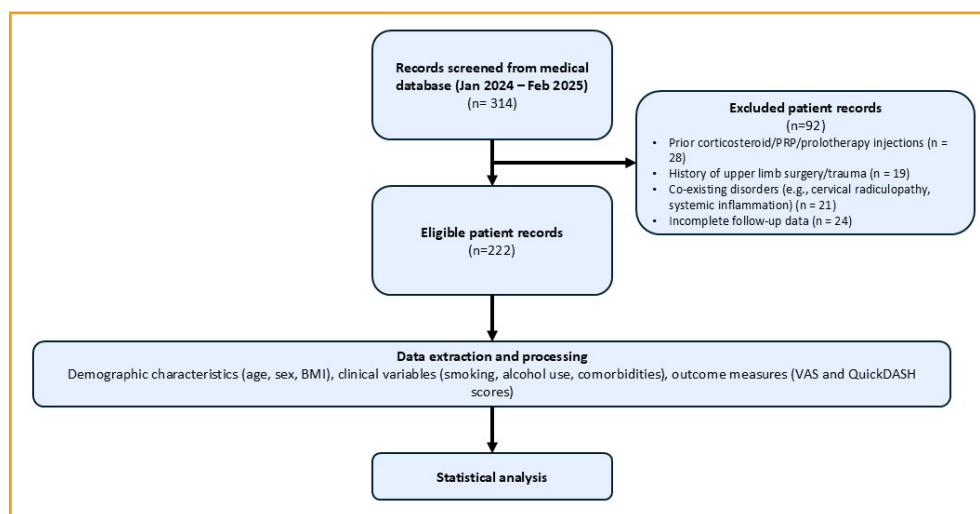 Records screened from medical
database (Jan 2024 – Feb 2025)
(n= 314)
Excluded patient records
(n=92)
• Prior corticosteroid/PRP/prolotherapy injections (n =
28)
• History of upper limb surgery/trauma (n = 19)
• Co-existing disorders (e.g., cervical radiculopathy,
systemic inflammation) (n = 21)
• Incomplete follow-up data (n = 24)
Eligible patient records
(n=222)
Data extraction and processing
Demographic characteristics (age, sex, BMI), clinical variables (smoking, alcohol use, comorbidities), outcome measures (VAS and QuickDASH
scores)
Statistical analysis